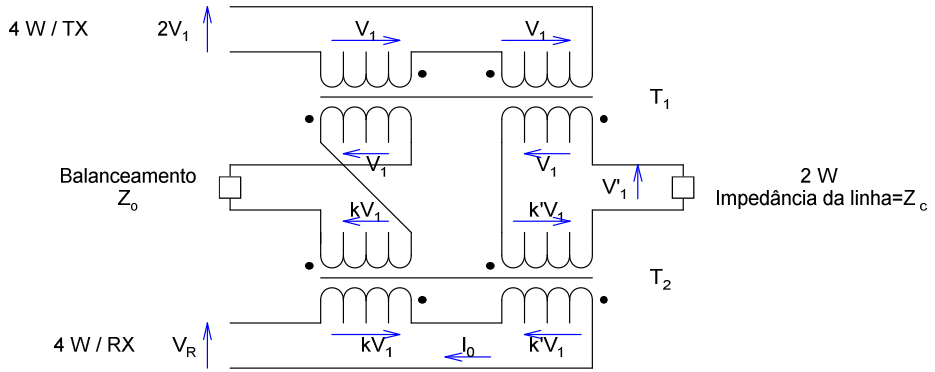 4 W / TX 2V1 V1 V1
T1
V1 V1
Balanceamento
Zo
V'1
2 W
Impedância da linha=Zc
kV1 k'V1
T2
4 W / RX VR kV1 I0 k'V1